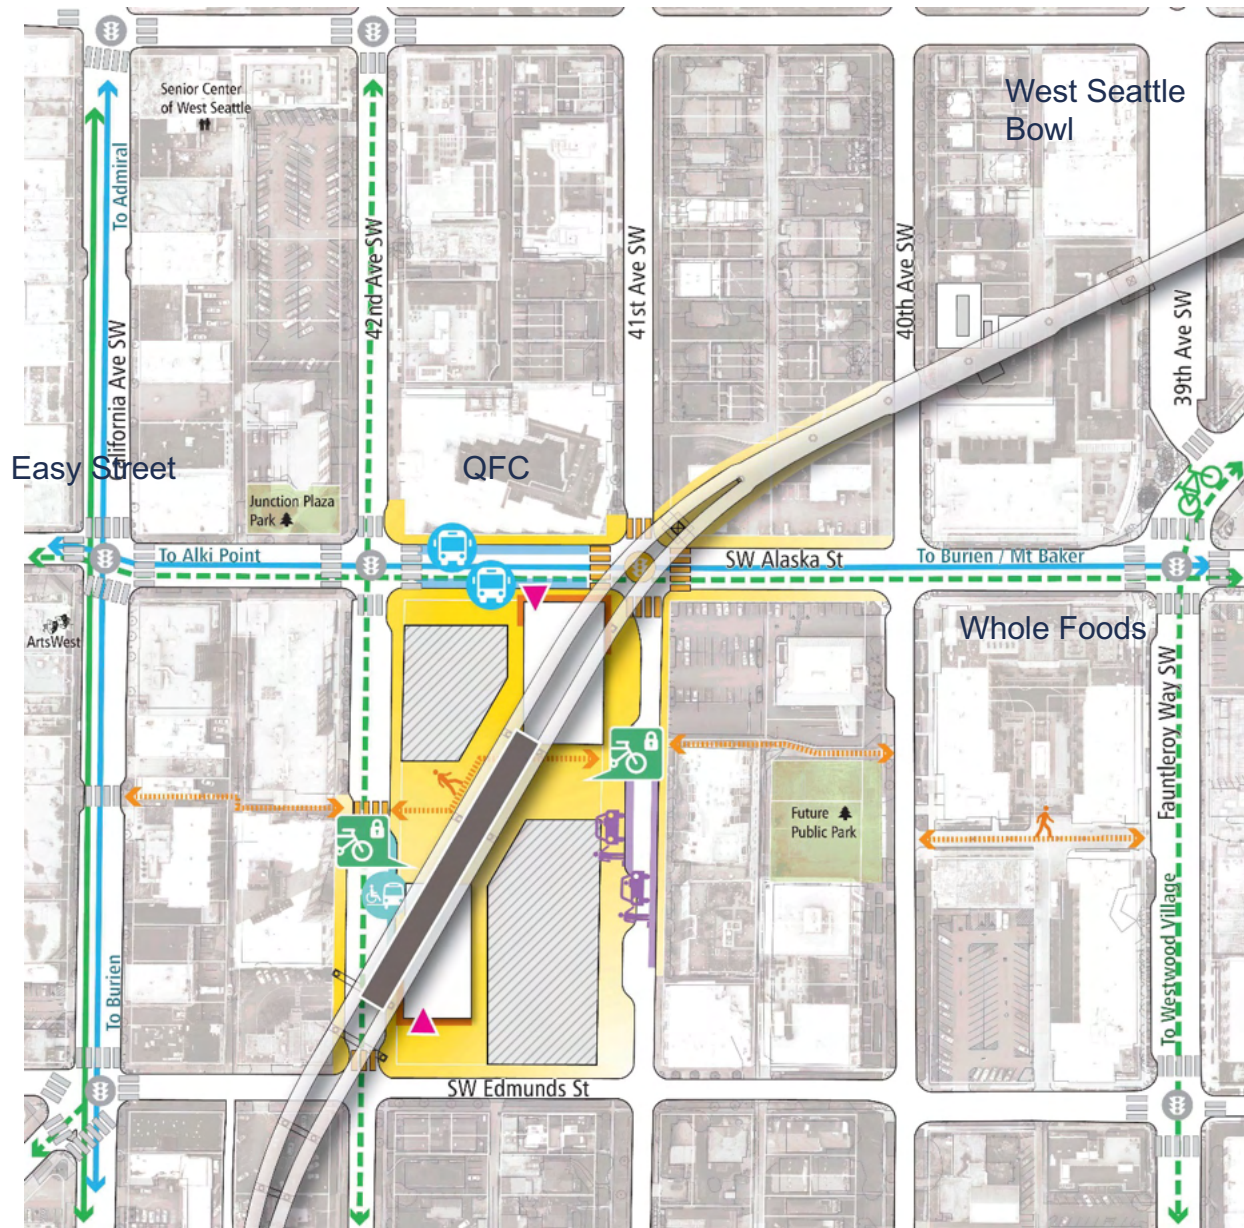 Senior Center
of West Seattle
West Seattle
Bowl
To Admiral
42nd Ave SW
41st Ave SW
40th Ave SW
39th Ave SW
California Ave SW
Easy Street
QFC
Junction Plaza
Park
To Alki Point
SW Alaska St
To Burien / Mt Baker
ArtsWest
Whole Foods
Fauntleroy Way SW
Future
Public Park
To Burien
To Westwood Village
SW Edmunds St